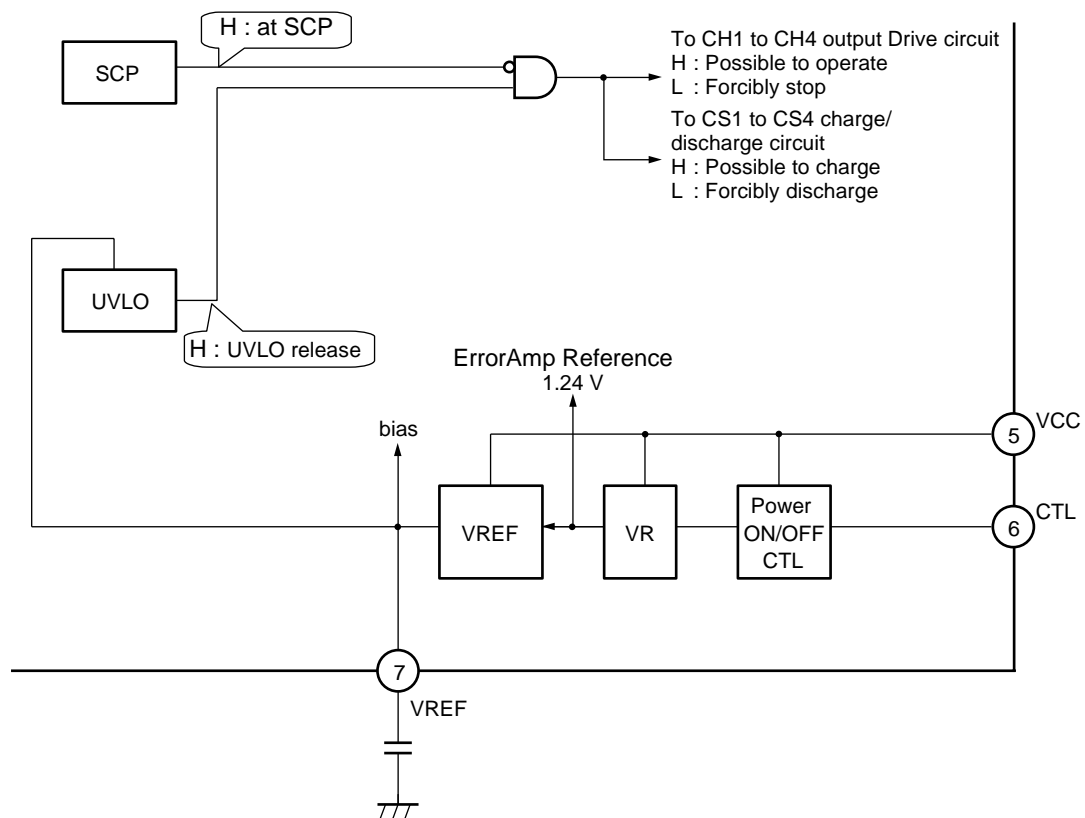 H : at SCP
SCP
To CH1 to CH4 output Drive circuit
H : Possible to operate
L : Forcibly stop
To CS1 to CS4 charge/
discharge circuit
H : Possible to charge
L : Forcibly discharge
UVLO
H : UVLO release
ErrorAmp Reference
1.24 V
bias
5
VCC
VREF
VR
Power
ON/OFF
CTL
6
CTL
7
VREF